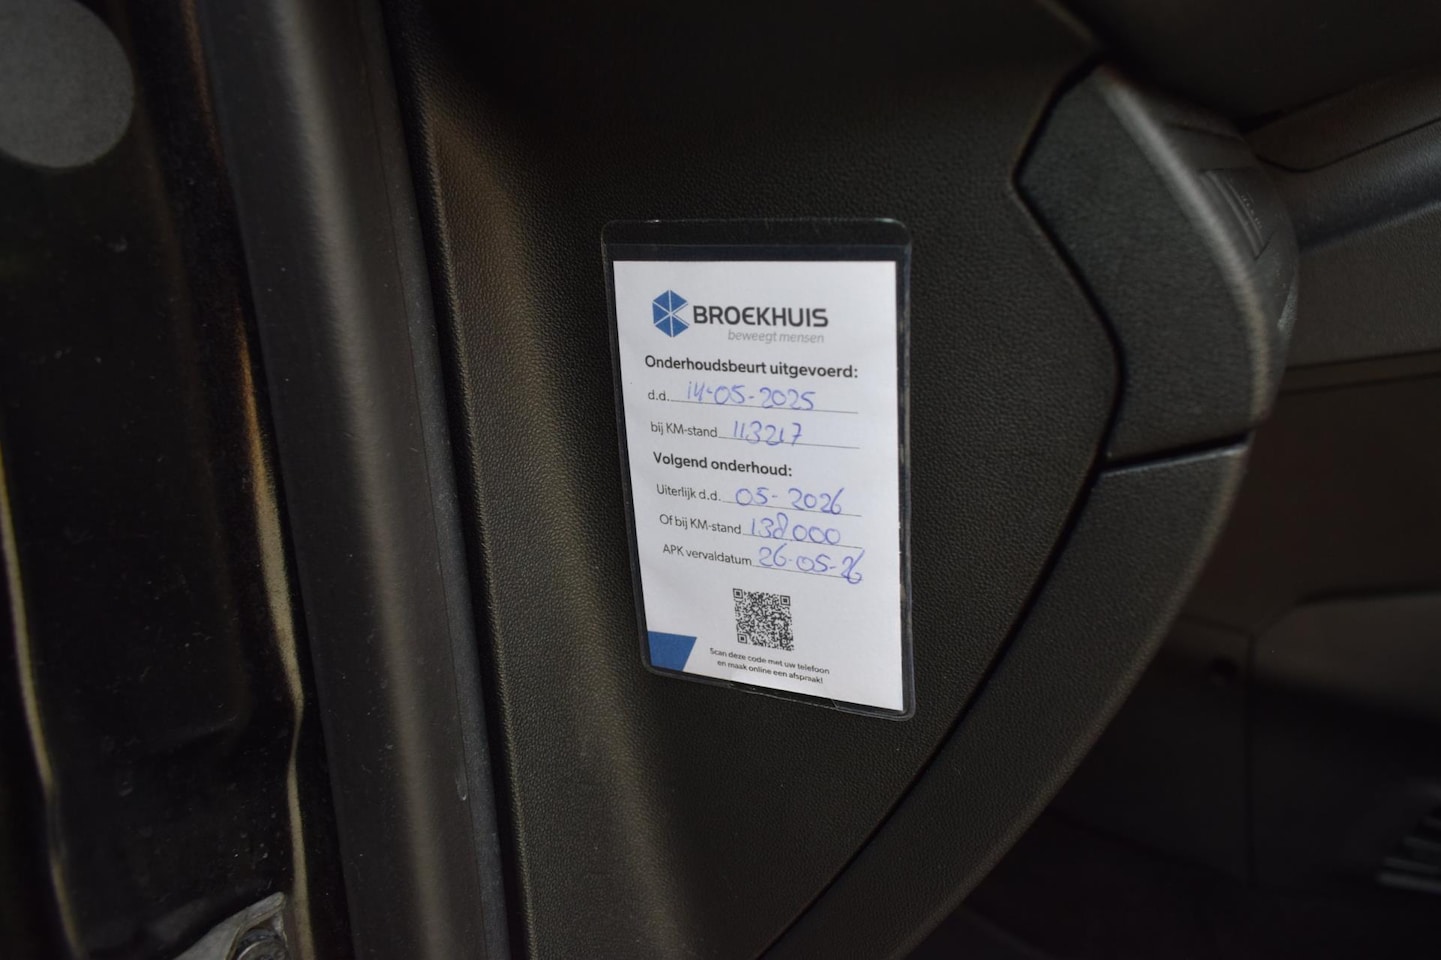 BROEKHUIS
beweegt mensen
Onderhoudsbeurt uitgevoerd:
d.d. 14-05-2025
bij KM-stand 113217
Volgend onderhoud:
Uiterlijk d.d. 05-2026
Of bij KM-stand 138000
APK vervaldatum 26-05-26
Scan deze code met uw telefoon
en maak online een afspraak!